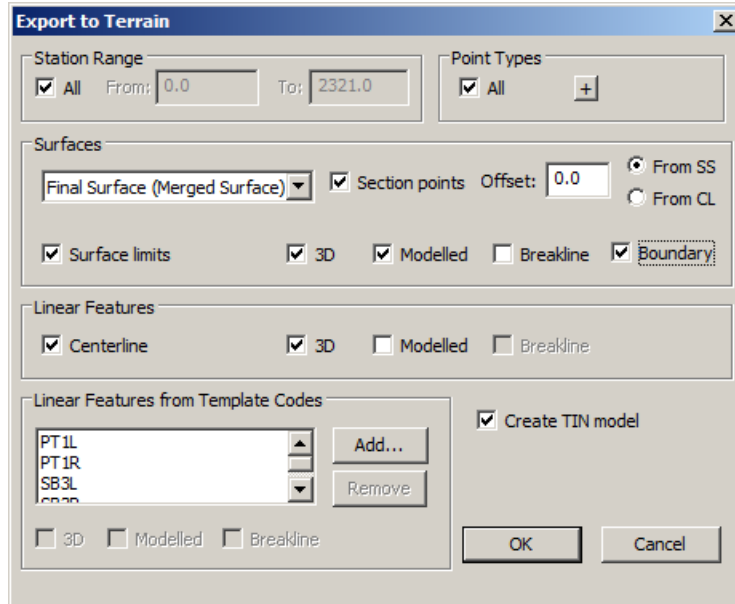 Export to Terrain
Station Range
All From: 0.0 To: 2321.0
Point Types
All +
Surfaces
Final Surface (Merged Surface) Section points Offset: 0.0 From SS
From CL
Surface limits 3D Modelled Breakline Boundary
Linear Features
Centerline 3D Modelled Breakline
Linear Features from Template Codes
PT1L
PT1R
SB3L
Add...
Remove
3D Modelled Breakline
Create TIN model
OK Cancel